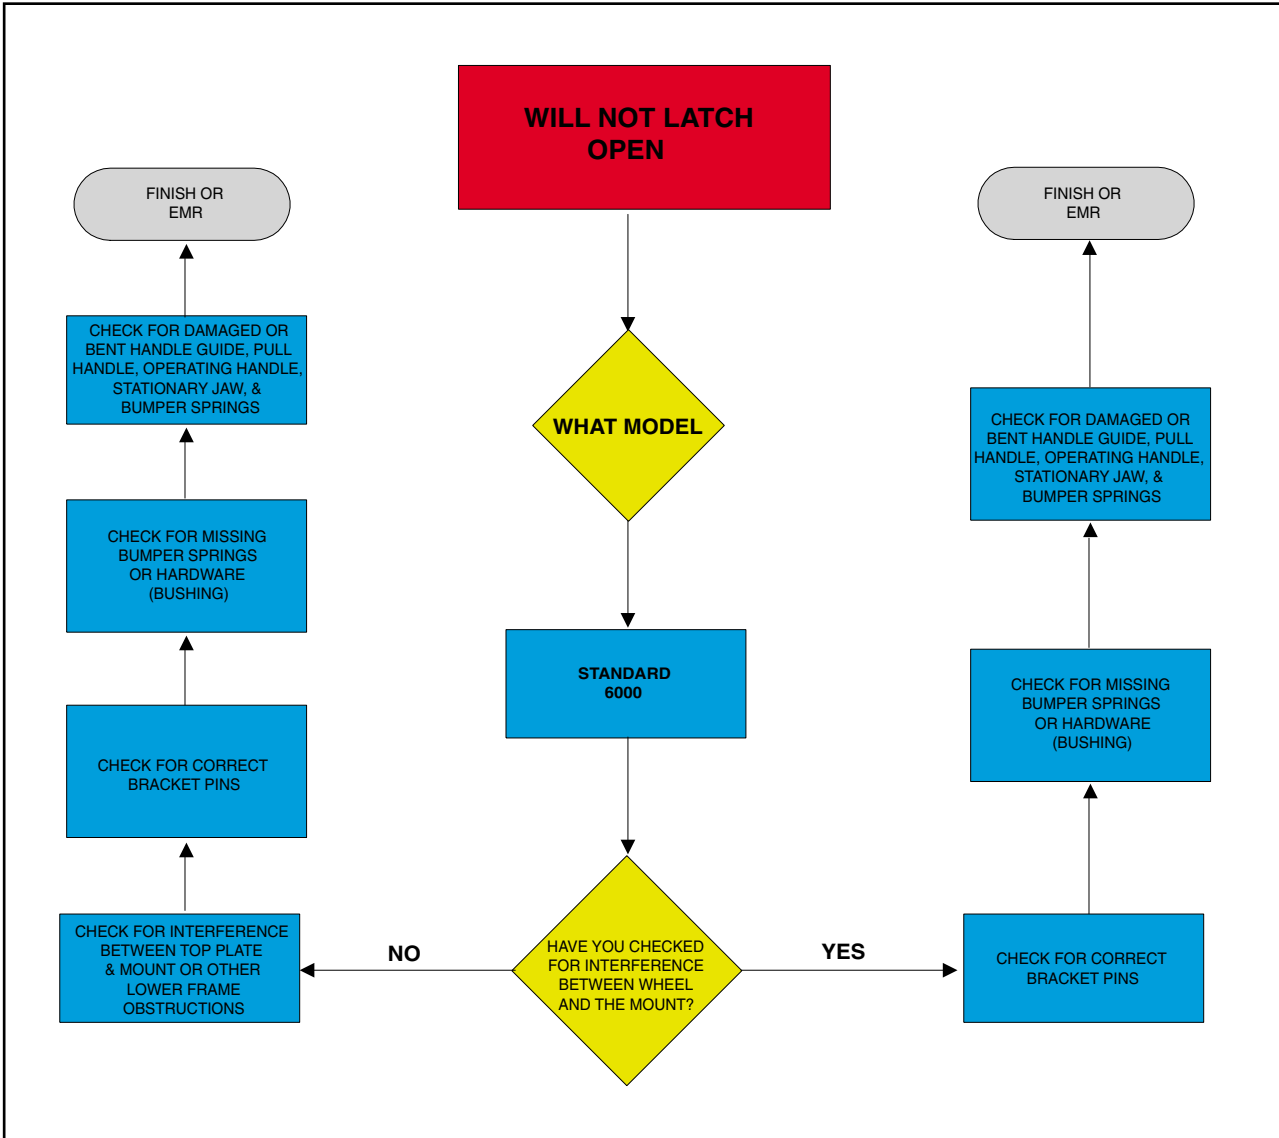 WILL NOT LATCH
OPEN
WHAT MODEL
STANDARD
6000
HAVE YOU CHECKED
FOR INTERFERENCE
BETWEEN WHEEL
AND THE MOUNT?
NO
CHECK FOR INTERFERENCE
BETWEEN TOP PLATE
& MOUNT OR OTHER
LOWER FRAME
OBSTRUCTIONS
CHECK FOR CORRECT
BRACKET PINS
CHECK FOR MISSING
BUMPER SPRINGS
OR HARDWARE
(BUSHING)
CHECK FOR DAMAGED OR
BENT HANDLE GUIDE, PULL
HANDLE, OPERATING HANDLE,
STATIONARY JAW, &
BUMPER SPRINGS
FINISH OR
EMR
YES
CHECK FOR CORRECT
BRACKET PINS
CHECK FOR MISSING
BUMPER SPRINGS
OR HARDWARE
(BUSHING)
CHECK FOR DAMAGED OR
BENT HANDLE GUIDE, PULL
HANDLE, OPERATING HANDLE,
STATIONARY JAW, &
BUMPER SPRINGS
FINISH OR
EMR